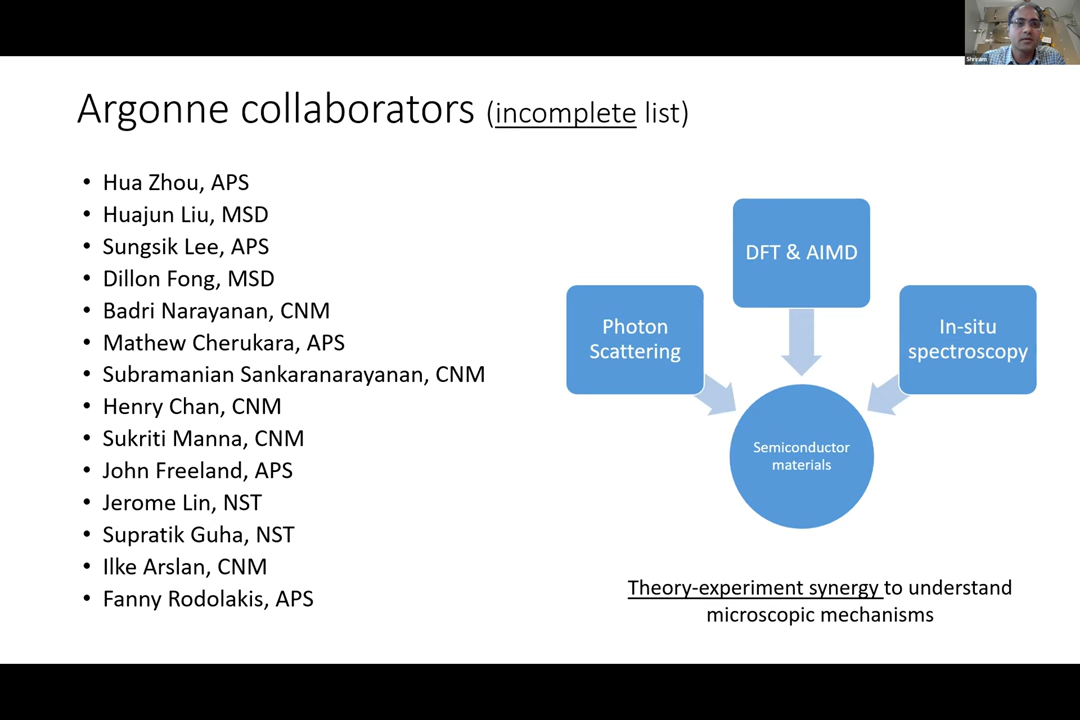 Shriram
Argonne collaborators (incomplete list)
• Hua Zhou, APS
• Huajun Liu, MSD
• Sungsik Lee, APS
• Dillon Fong, MSD
• Badri Narayanan, CNM
• Mathew Cherukara, APS
• Subramanian Sankaranarayanan, CNM
• Henry Chan, CNM
• Sukriti Manna, CNM
• John Freeland, APS
• Jerome Lin, NST
• Supratik Guha, NST
• Ilke Arslan, CNM
• Fanny Rodolakis, APS
DFT & AIMD
Photon
Scattering
In-situ
spectroscopy
Semiconductor
materials
Theory-experiment synergy to understand
microscopic mechanisms